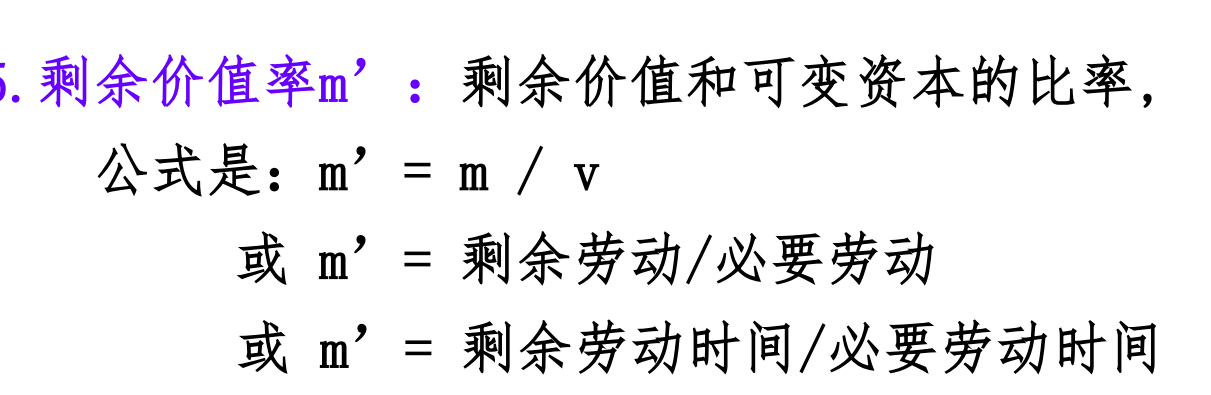 5.剩余价值率m’：剩余价值和可变资本的比率,
公式是：m’= m / v
或 m’= 剩余劳动/必要劳动
或 m’= 剩余劳动时间/必要劳动时间